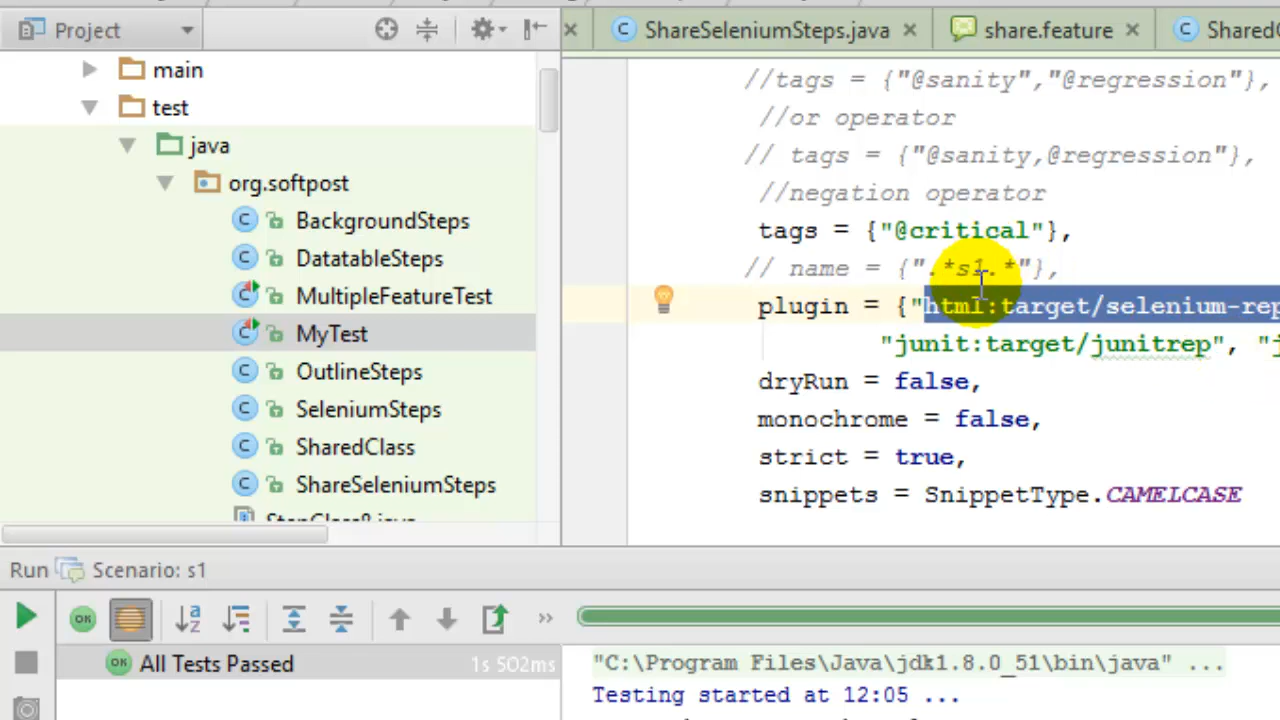 Project
ShareSeleniumSteps.java
share.feature
main
test
java
org.softpost
BackgroundSteps
DatatableSteps
MultipleFeatureTest
MyTest
OutlineSteps
SeleniumSteps
SharedClass
ShareSeleniumSteps
//tags = {"@sanity","@regression"},
//or operator
// tags = {"@sanity,@regression"},
//negation operator
tags = {"@critical"},
// name = {".*s1.*"},
plugin = {"html:target/selenium-rep
"junit:target/junitrep", "j
dryRun = false,
monochrome = false,
strict = true,
snippets = SnippetType.CAMELCASE
Run Scenario: s1
OK
OK All Tests Passed 1s 502ms
"C:\Program Files\Java\jdk1.8.0_51\bin\java" ...
Testing started at 12:05 ...